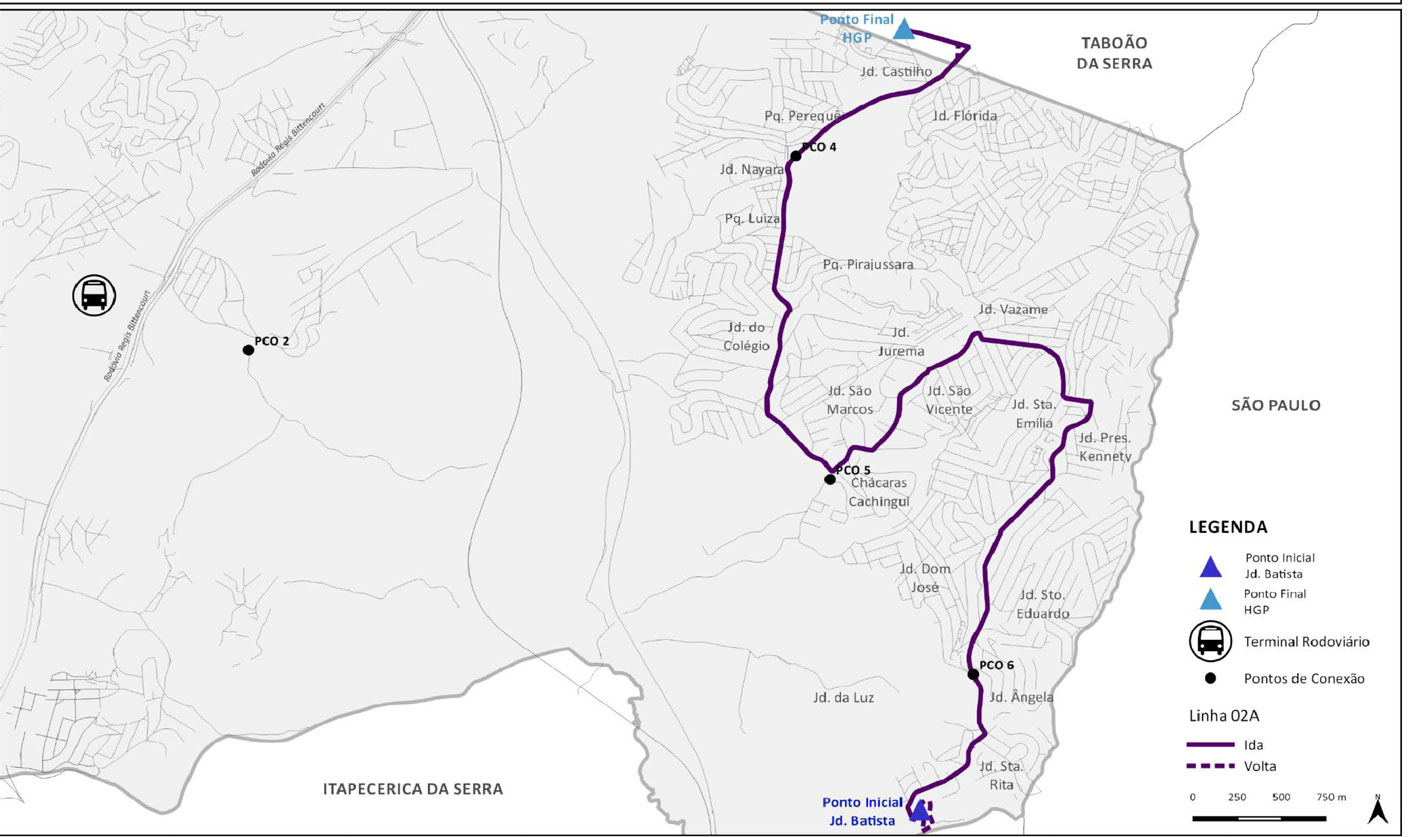 Ponto Final
HGP
TABOÃO
DA SERRA
Jd. Castilho
Pq. Perequê
Jd. Flórida
Rodovia Regis Bittencourt
PCO 4
Jd. Nayara
Pq. Luiza
Pq. Pirajussara
Rodovia Regis Bittencourt
Jd. Vazame
Jd. do
Colégio
Jd.
Jurema
PCO 2
Jd. São
Marcos
Jd. São
Vicente
Jd. Sta.
Emília
SÃO PAULO
Jd. Pres.
Kennety
PCO 5
Chácaras
Cachingui
LEGENDA
Ponto Inicial
Jd. Batista
Ponto Final
HGP
Terminal Rodoviário
Pontos de Conexão
Linha 02A
Ida
Volta
0 250 500 750 m
N
Jd. Dom
José
Jd. Sto.
Eduardo
PCO 6
Jd. da Luz
Jd. Ângela
Jd. Sta.
Rita
ITAPECERICA DA SERRA
Ponto Inicial
Jd. Batista